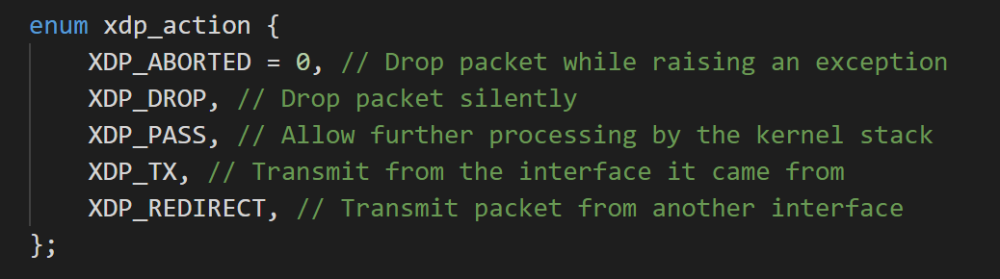 enum xdp_action {
    XDP_ABORTED = 0, // Drop packet while raising an exception
    XDP_DROP, // Drop packet silently
    XDP_PASS, // Allow further processing by the kernel stack
    XDP_TX, // Transmit from the interface it came from
    XDP_REDIRECT, // Transmit packet from another interface
};